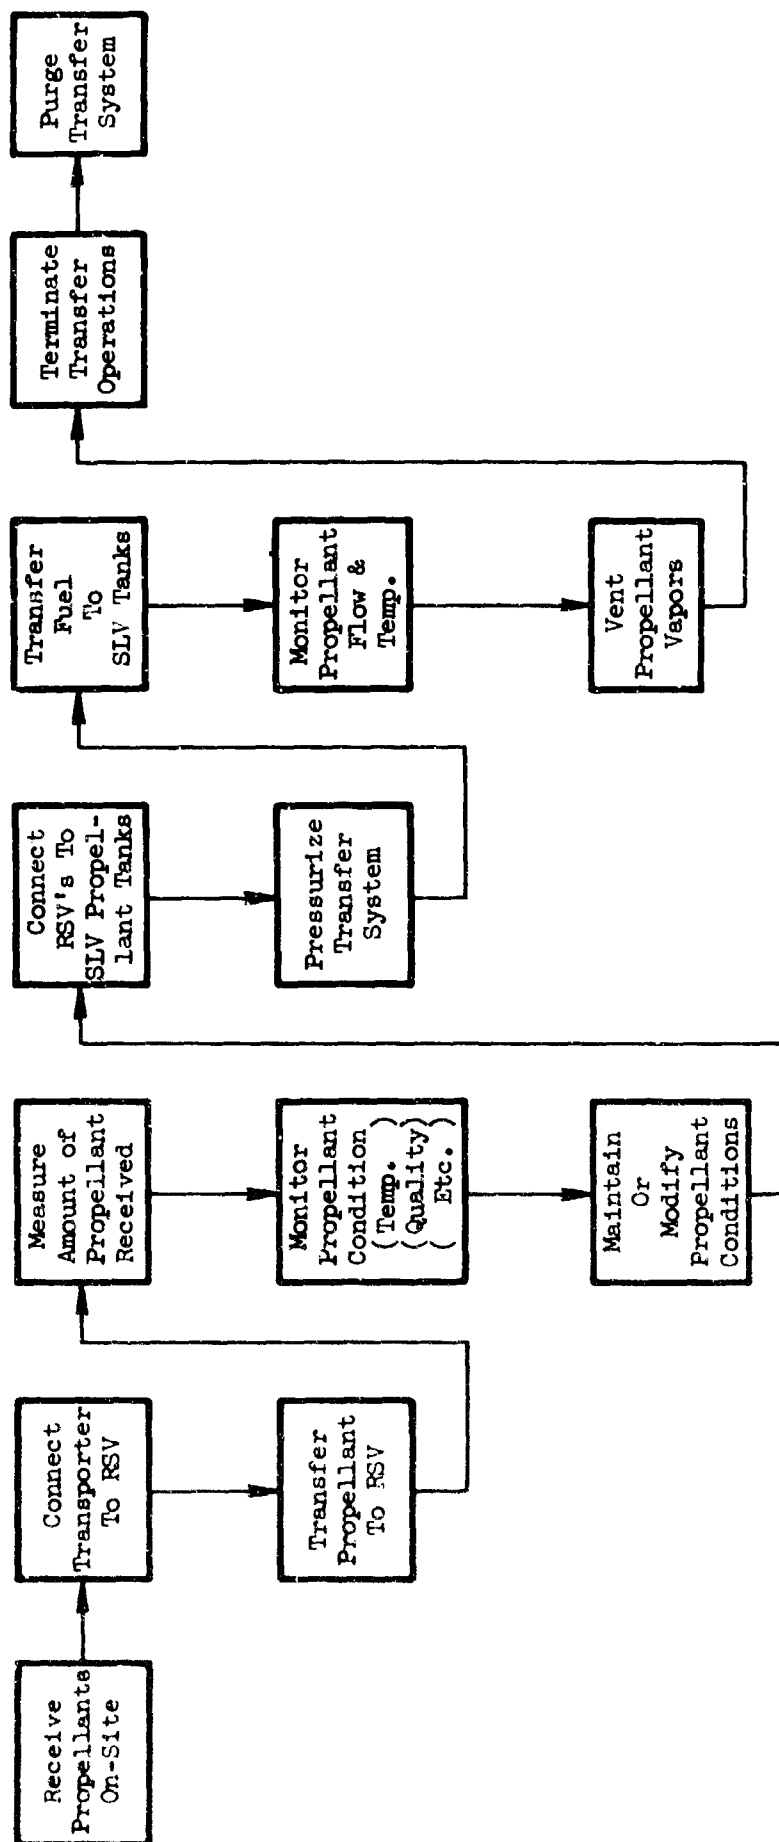 Receive
Propellants
On-Site
Connect
Transporter
To RSV
Transfer
Propellant
To RSV
Measure
Amount of
Propellant
Received
Monitor
Propellant
Condition
(Temp. )
(Quality)
( Etc. )
Maintain
Or
Modify
Propellant
Conditions
Connect
RSV's To
SLV Propel-
lant Tanks
Pressurize
Transfer
System
Transfer
Fuel
To
SLV Tanks
Monitor
Propellant
Flow &
Temp.
Vent
Propellant
Vapors
Terminate
Transfer
Operations
Purge
Transfer
System